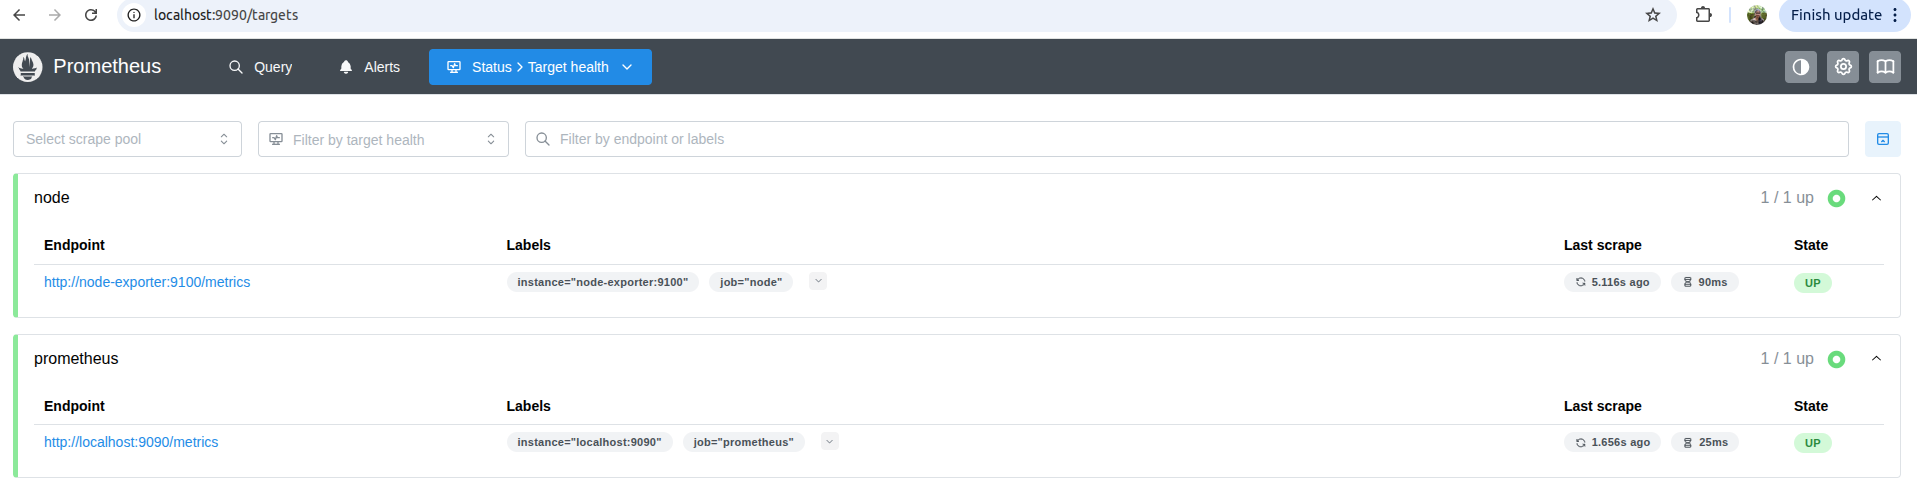 localhost:9090/targets
Finish update
Prometheus
Query
Alerts
Status > Target health
Select scrape pool
Filter by target health
Filter by endpoint or labels
node
1 / 1 up
Endpoint Labels Last scrape State
http://node-exporter:9100/metrics instance="node-exporter:9100" job="node" 5.116s ago 90ms UP
prometheus
1 / 1 up
Endpoint Labels Last scrape State
http://localhost:9090/metrics instance="localhost:9090" job="prometheus" 1.656s ago 25ms UP